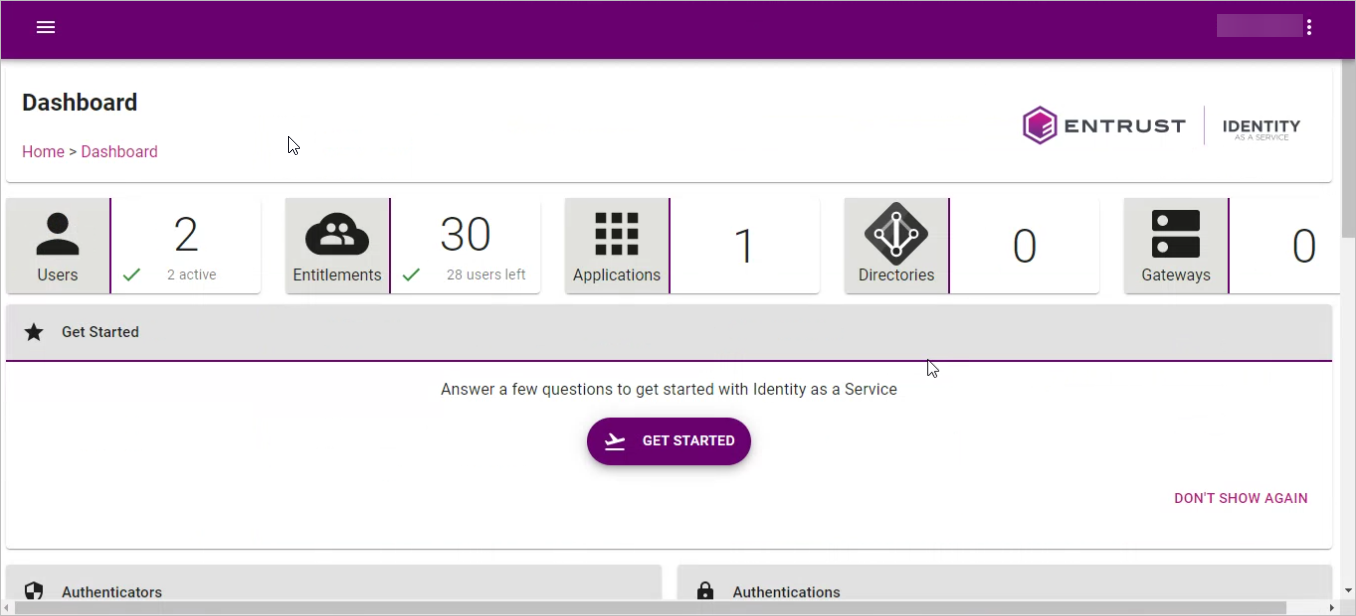 Dashboard
Home > Dashboard
ENTRUST
IDENTITY
AS A SERVICE
Users
2
2 active
Entitlements
30
28 users left
Applications
1
Directories
0
Gateways
0
Get Started
Answer a few questions to get started with Identity as a Service
GET STARTED
DON'T SHOW AGAIN
Authenticators
Authentications